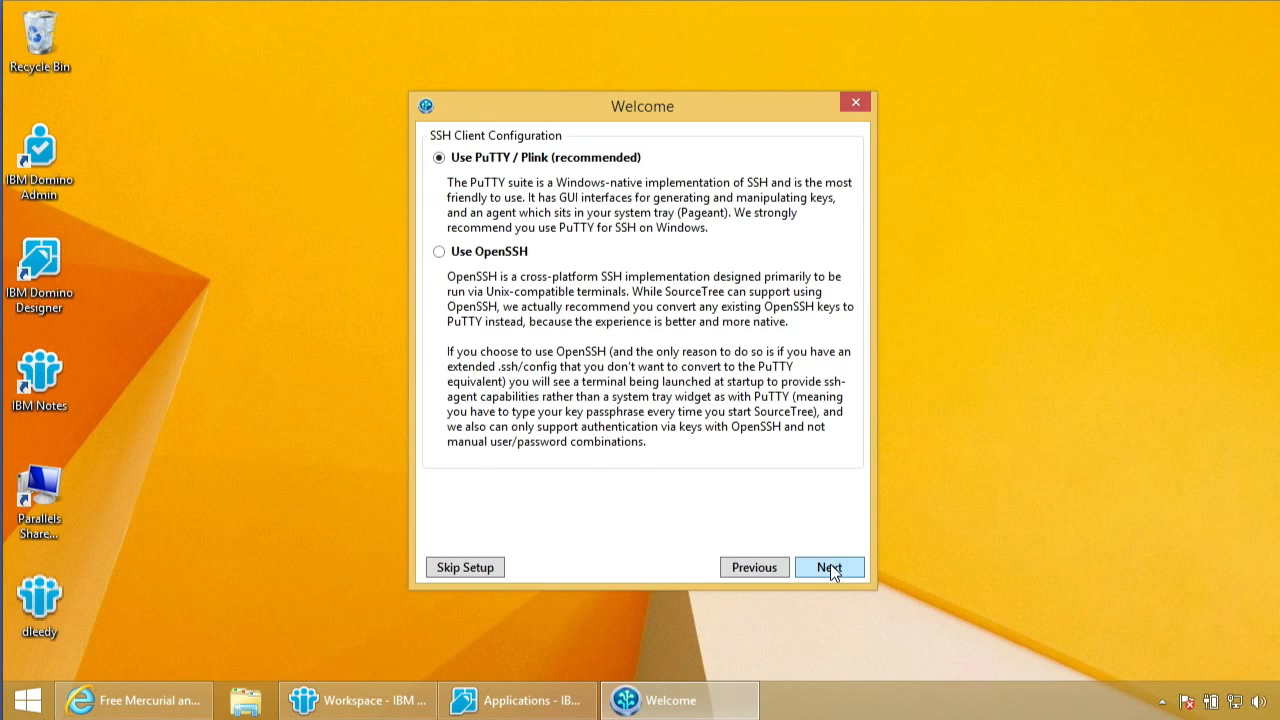 Recycle Bin
IBM Domino
Admin
IBM Domino
Designer
IBM Notes
Parallels
Share...
dleedy
Welcome
SSH Client Configuration
Use PuTTY / Plink (recommended)
The PuTTY suite is a Windows-native implementation of SSH and is the most
friendly to use. It has GUI interfaces for generating and manipulating keys,
and an agent which sits in your system tray (Pageant). We strongly
recommend you use PuTTY for SSH on Windows.
Use OpenSSH
OpenSSH is a cross-platform SSH implementation designed primarily to be
run via Unix-compatible terminals. While SourceTree can support using
OpenSSH, we actually recommend you convert any existing OpenSSH keys to
PuTTY instead, because the experience is better and more native.
If you choose to use OpenSSH (and the only reason to do so is if you have an
extended .ssh/config that you don't want to convert to the PuTTY
equivalent) you will see a terminal being launched at startup to provide ssh-
agent capabilities rather than a system tray widget as with PuTTY (meaning
you have to type your key passphrase every time you start SourceTree), and
we also can only support authentication via keys with OpenSSH and not
manual user/password combinations.
Skip Setup
Previous
Next
Free Mercurial an...
Workspace - IBM ...
Applications - IB...
Welcome